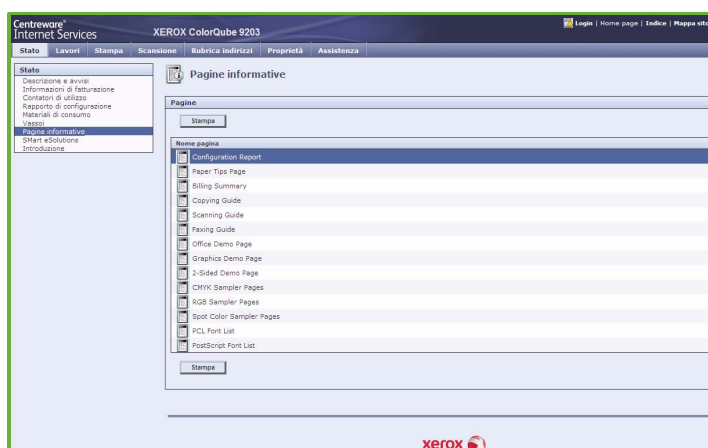 Centreware®
Internet Services
XEROX ColorQube 9203
Login | Home page | Indice | Mappa sito
Stato Lavori Stampa Scansione Rubrica indirizzi Proprietà Assistenza
Stato
Descrizione e avvisi
Informazioni di fatturazione
Contatori di utilizzo
Rapporto di configurazione
Materiali di consumo
Vassoi
Pagine informative
SMart eSolutions
Introduzione
Pagine informative
Pagine
Stampa
Nome pagina
Configuration Report
Paper Tips Page
Billing Summary
Copying Guide
Scanning Guide
Faxing Guide
Office Demo Page
Graphics Demo Page
2-Sided Demo Page
CMYK Sampler Pages
RGB Sampler Pages
Spot Color Sampler Pages
PCL Font List
PostScript Font List
Stampa
xerox